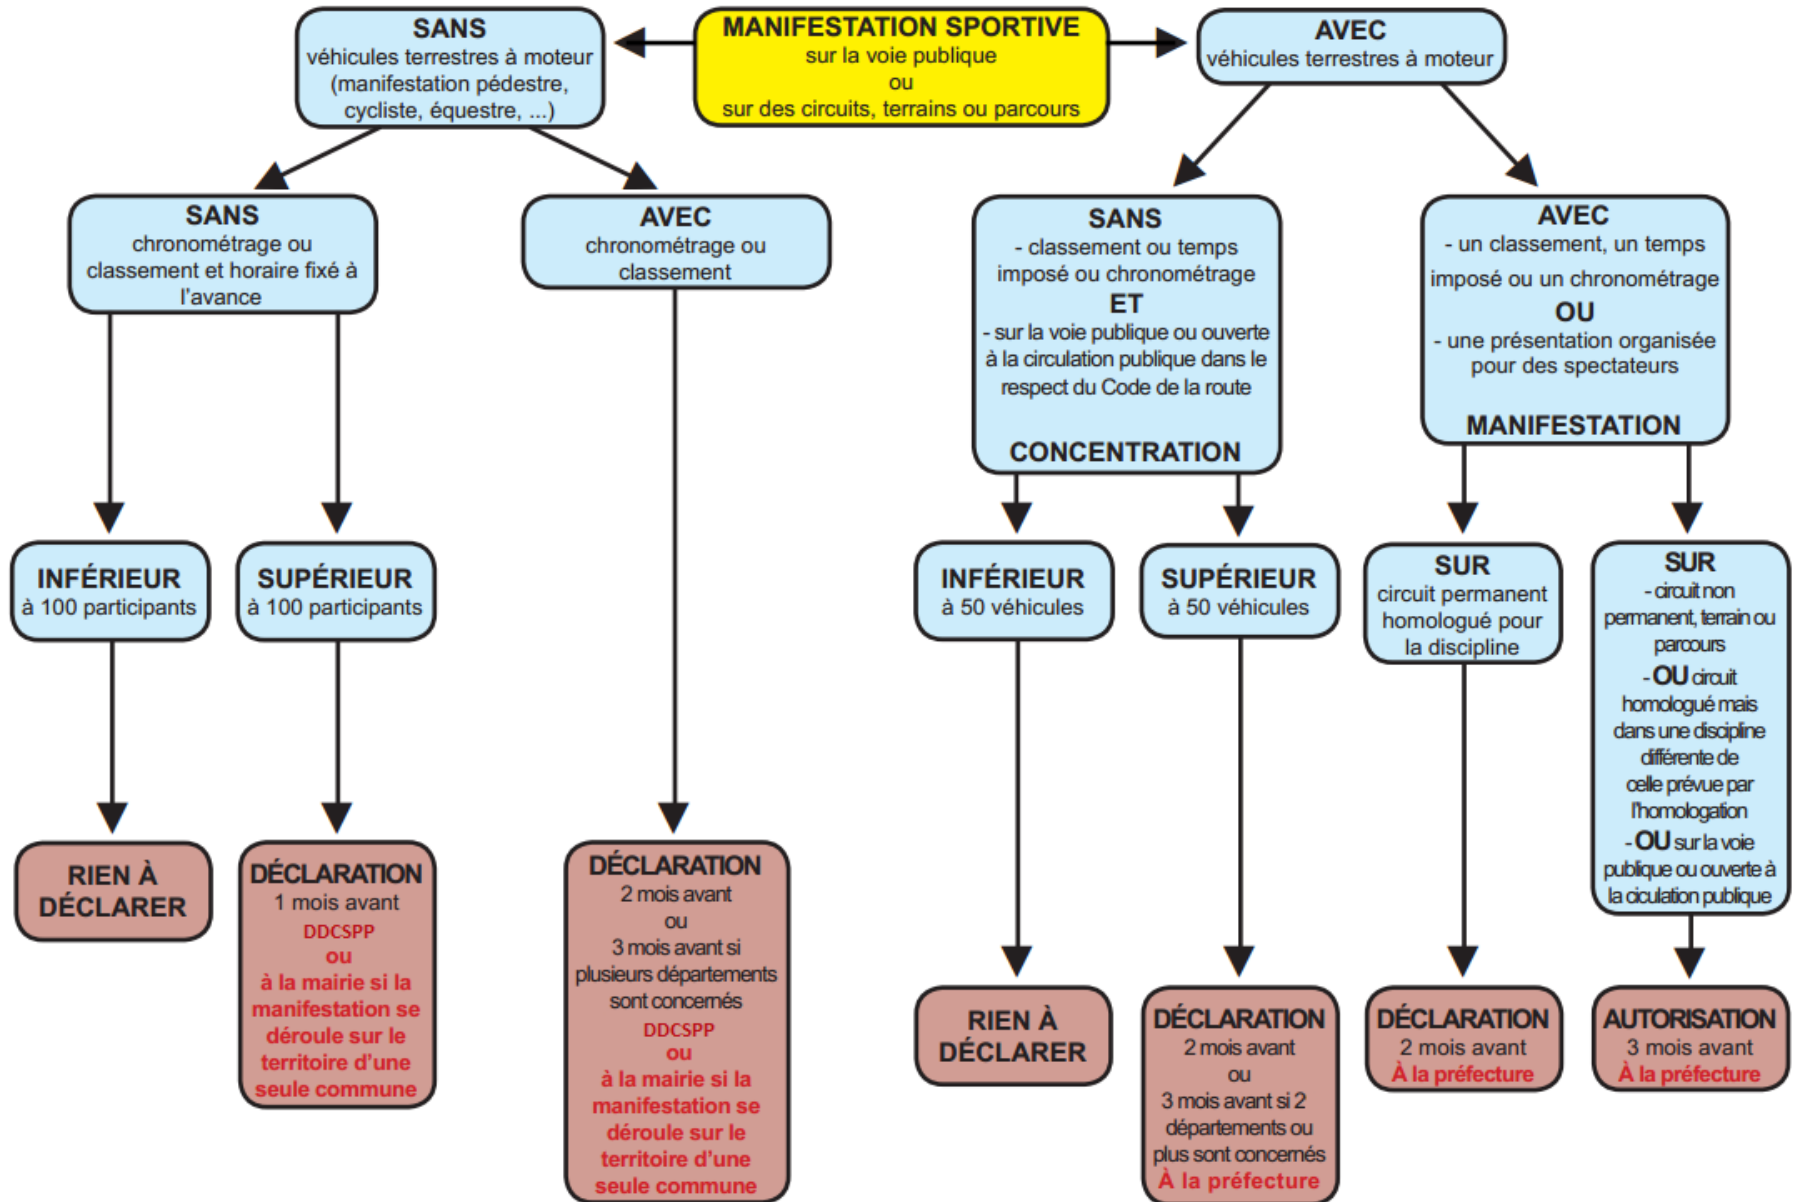 SANS
véhicules terrestres à moteur
(manifestation pédestre,
cycliste, équestre, ...)
MANIFESTATION SPORTIVE
sur la voie publique
ou
sur des circuits, terrains ou parcours
AVEC
véhicules terrestres à moteur
SANS
chronométrage ou
classement et horaire fixé à
l'avance
AVEC
chronométrage ou
classement
SANS
- classement ou temps
imposé ou chronométrage
ET
- sur la voie publique ou ouverte
à la circulation publique dans le
respect du Code de la route
CONCENTRATION
AVEC
- un classement, un temps
imposé ou un chronométrage
OU
- une présentation organisée
pour des spectateurs
MANIFESTATION
INFÉRIEUR
à 100 participants
SUPÉRIEUR
à 100 participants
INFÉRIEUR
à 50 véhicules
SUPÉRIEUR
à 50 véhicules
SUR
circuit permanent
homologué pour
la discipline
SUR
- circuit non
permanent, terrain ou
parcours
- OU circuit
homologué mais
dans une discipline
différente de
celle prévue par
l'homologation
- OU sur la voie
publique ou ouverte à
la ciculation publique
RIEN À
DÉCLARER
DÉCLARATION
1 mois avant
DDCSPP
ou
à la mairie si la
manifestation se
déroule sur le
territoire d'une
seule commune
DÉCLARATION
2 mois avant
ou
3 mois avant si
plusieurs départements
sont concernés
DDCSPP
ou
à la mairie si la
manifestation se
déroule sur le
territoire d'une
seule commune
RIEN À
DÉCLARER
DÉCLARATION
2 mois avant
ou
3 mois avant si 2
départements ou
plus sont concernés
À la préfecture
DÉCLARATION
2 mois avant
À la préfecture
AUTORISATION
3 mois avant
À la préfecture